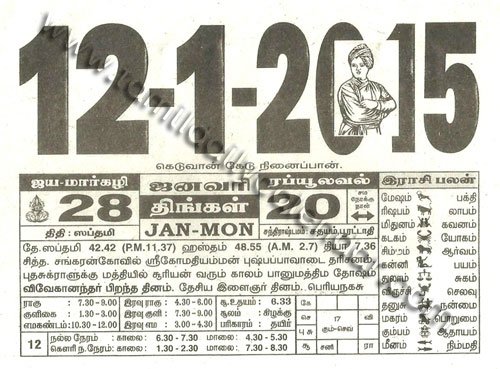 12-1-2015
www.tamildailycalendar.com
கெடுவான் கேடு நினைப்பான்.
ஜய-மார்கழி ஜனவரி ரப்யூலவல் இராசி பலன்
28 திங்கள் 20 சம நோக்கு நாள்
திதி : ஸப்தமி JAN-MON சந்திராஷ்டமம் : சதயம், பூரட்டாதி
தே.ஸப்தமி 42.42 (P.M.11.37) ஹஸ்தம் 48.55 (A.M. 2.7) தியா 1.36
சித்த. சங்கரன்கோவில் ஸ்ரீகோமதியம்மன் புஷ்பப்பாவாடை
புதசுக்ராளுக்கு மத்தியில் சூரியன் வரும் காலம் பானுமத்திம தோஷம்
விவேகானந்தர் பிறந்த தினம். தேசிய இளைஞர் தினம். பெரியநகசு
ராகு : 7.30 - 9.00 இரவு ராகு : 4.30 - 6.00 சூ.உதயம் : 6.33
குளிகை : 1.30 - 3.00 இரவு குளி : 7.30 - 9.00 சூலம் : கிழக்கு
எமகண்டம்:10.30 - 12.00 இரவு எம : 3.00 - 4.30 பரிகாரம் : தயிர்
12 நல்ல நேரம் : காலை: 6.30 - 7.30 மாலை: 4.30 - 5.30
கௌரி ந.நேரம்: காலை: 1.30 - 2.30 மாலை: 7.30 - 8.30
கே
செ 17 வி
பு சு கும்-செவ்
சூ சனி ரா
மேஷம் பக்தி
ரிஷபம் லாபம்
மிதுனம் கவனம்
கடகம் யோகம்
சிம்மம் ஆர்வம்
கன்னி பயம்
துலாம் சுகம்
விருச்சி
தனுசு நன்மை
மகரம் பொறுமை
கும்பம் ஆதாயம்
மீனம் நிம்மதி